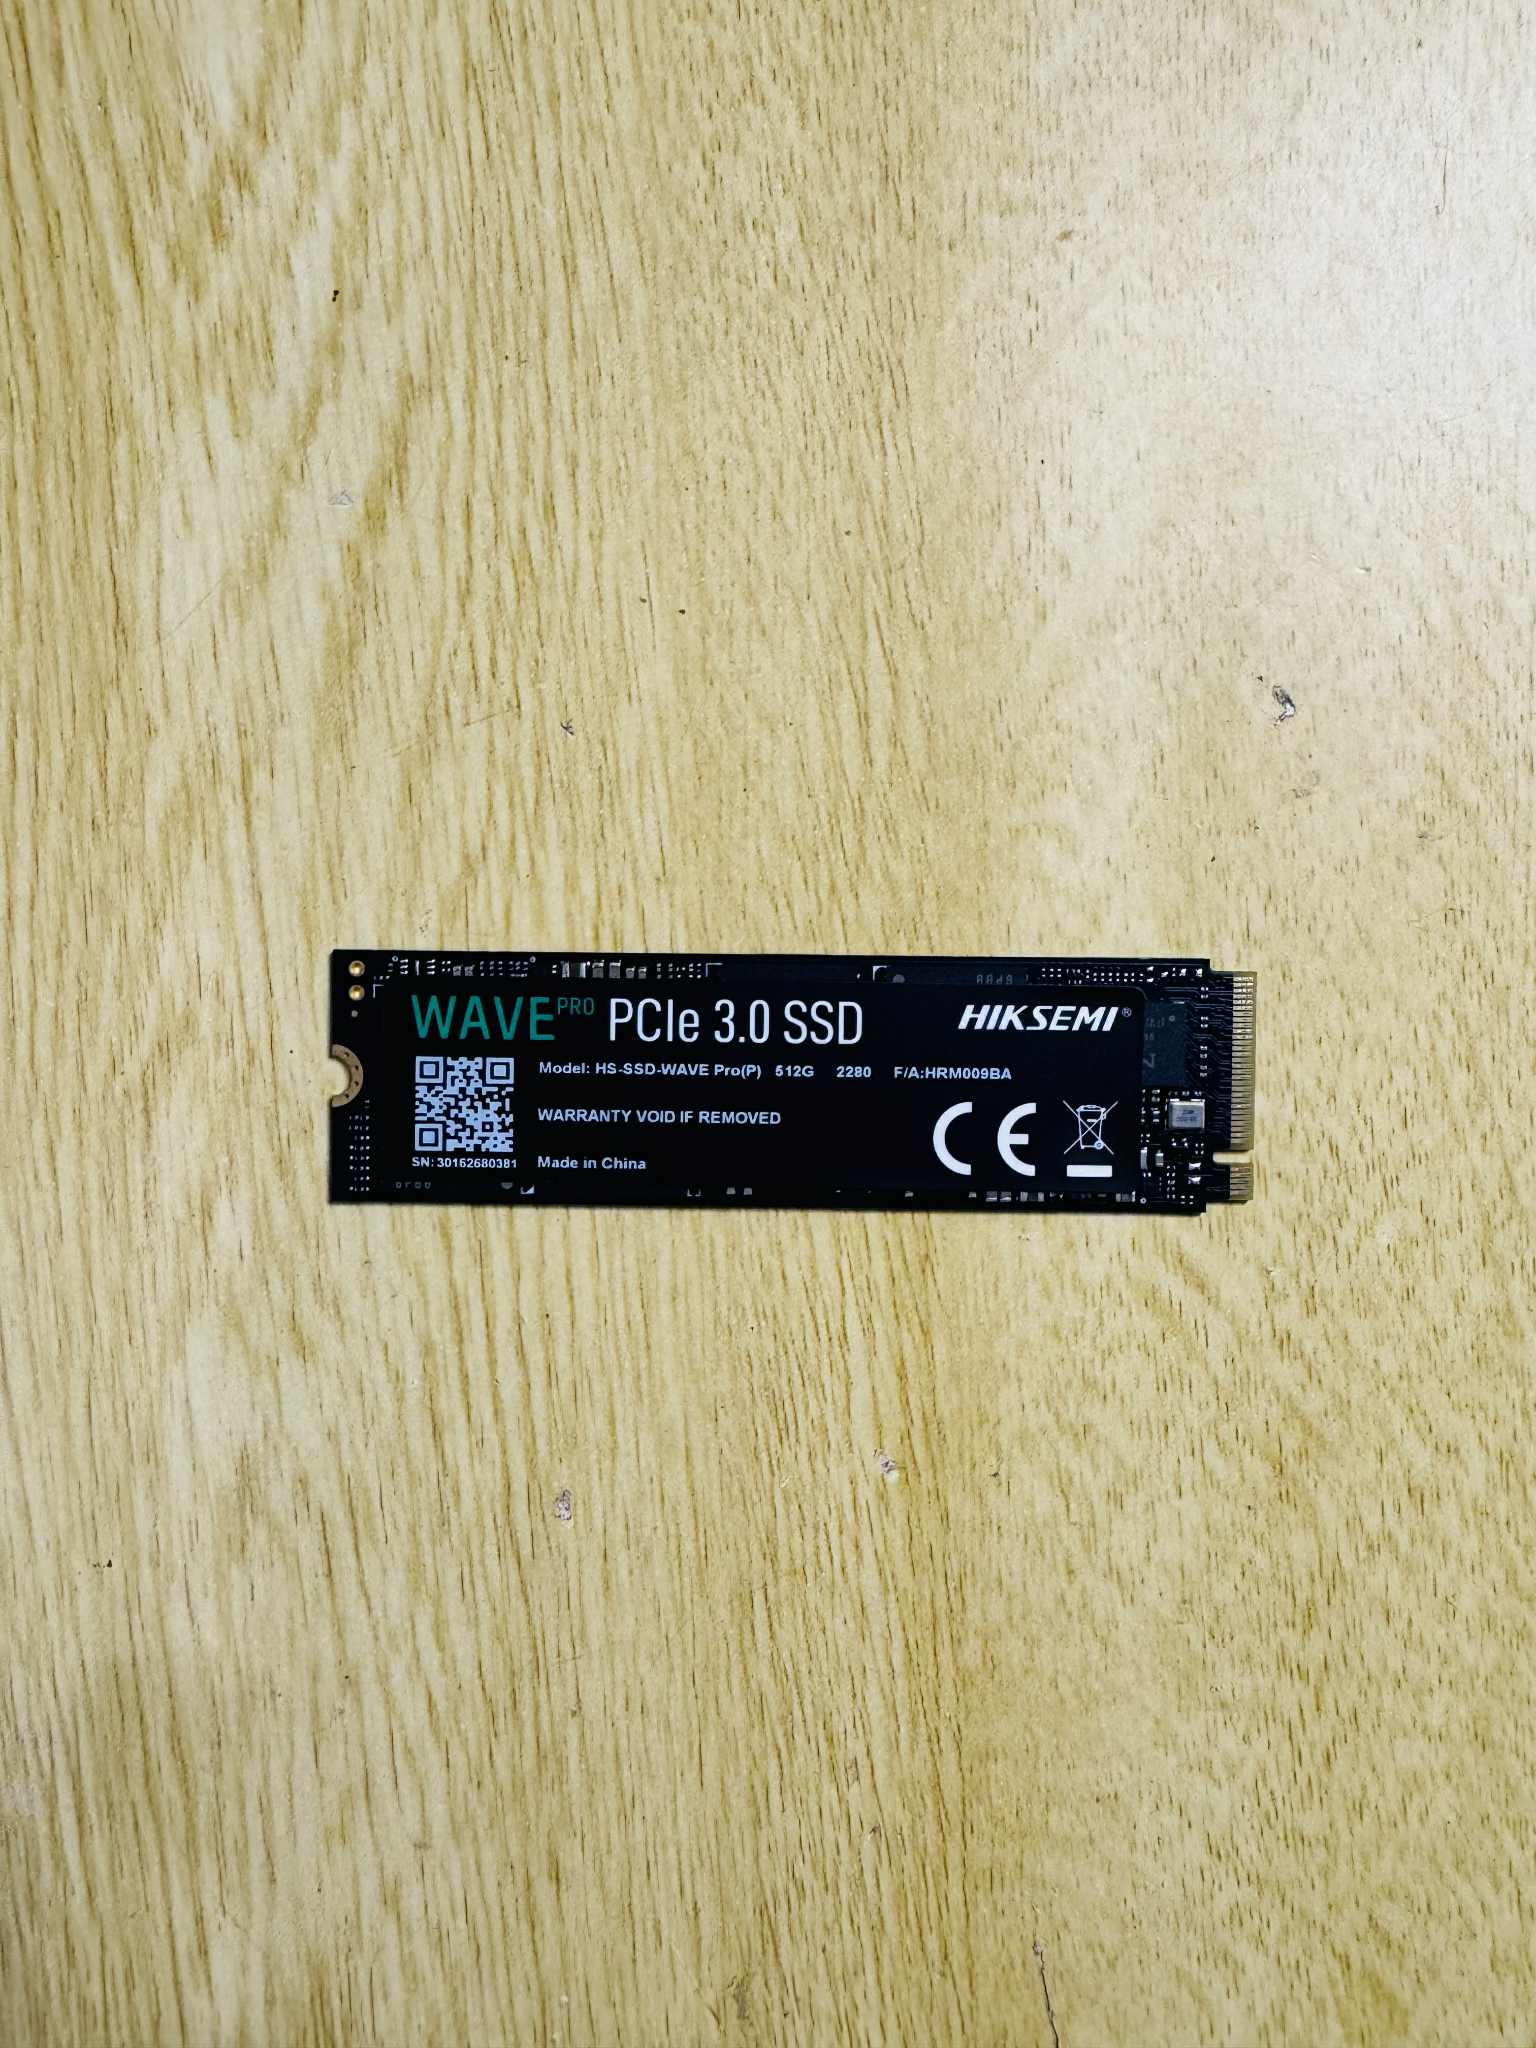 WAVE PRO PCIe 3.0 SSD
HIKSEMI®
Model: HS-SSD-WAVE Pro(P) 512G 2280 F/A:HRM009BA
WARRANTY VOID IF REMOVED
SN: 30162680381
Made in China
CE